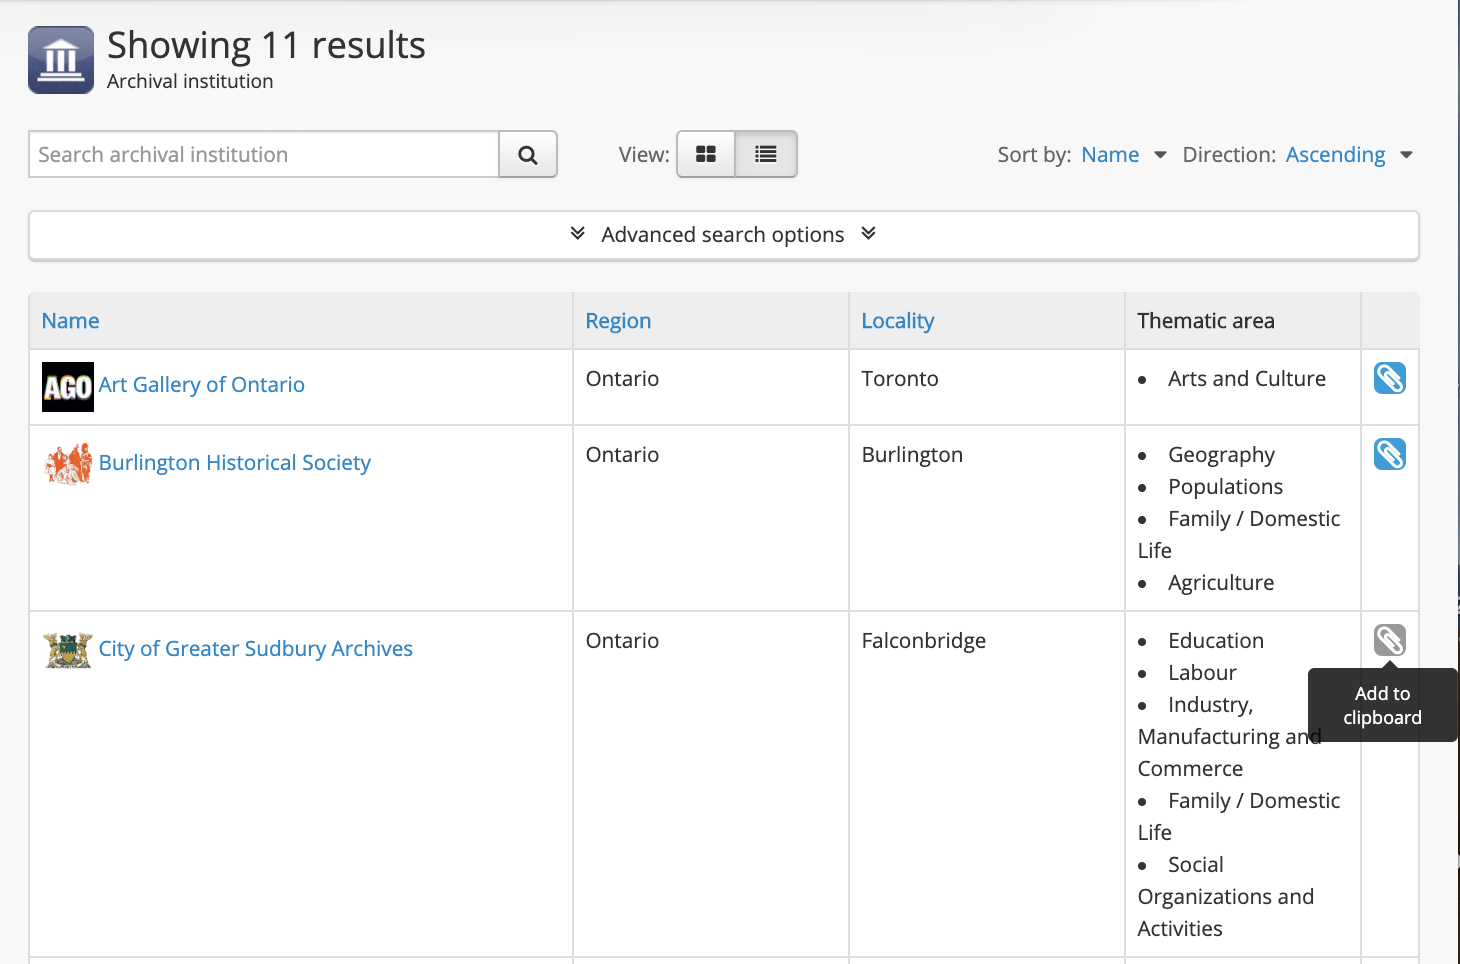 Showing 11 results
Archival institution
Search archival institution
View:
Sort by: Name Direction: Ascending
Advanced search options
Name Region Locality Thematic area
AGO Art Gallery of Ontario Ontario Toronto • Arts and Culture
Burlington Historical Society Ontario Burlington • Geography
• Populations
• Family / Domestic
Life
• Agriculture
City of Greater Sudbury Archives Ontario Falconbridge • Education
• Labour
• Industry,
Manufacturing and
Commerce
• Family / Domestic
Life
• Social
Organizations and
Activities
Add to
clipboard